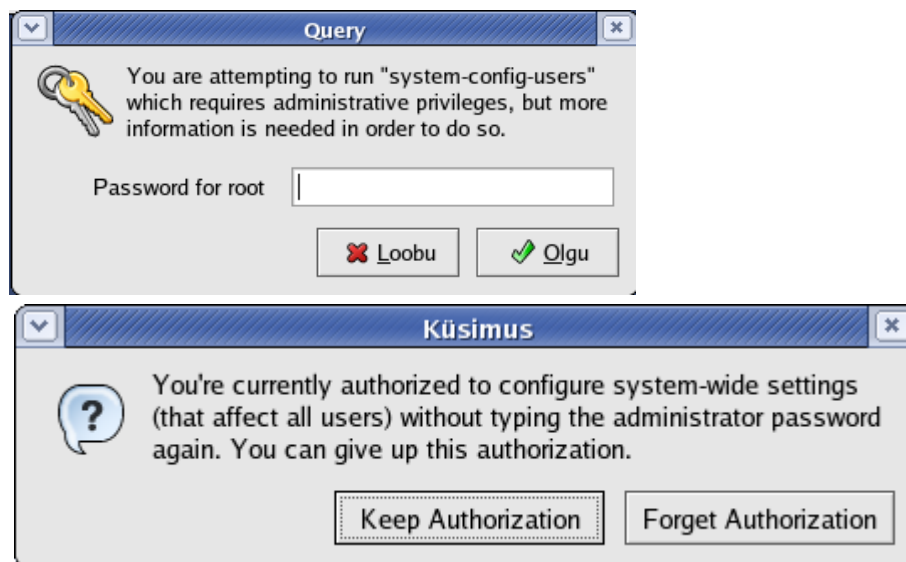 Query
You are attempting to run "system-config-users"
which requires administrative privileges, but more
information is needed in order to do so.
Password for root
Loobu
Olgu
Küsimus
?
You're currently authorized to configure system-wide settings
(that affect all users) without typing the administrator password
again. You can give up this authorization.
Keep Authorization
Forget Authorization